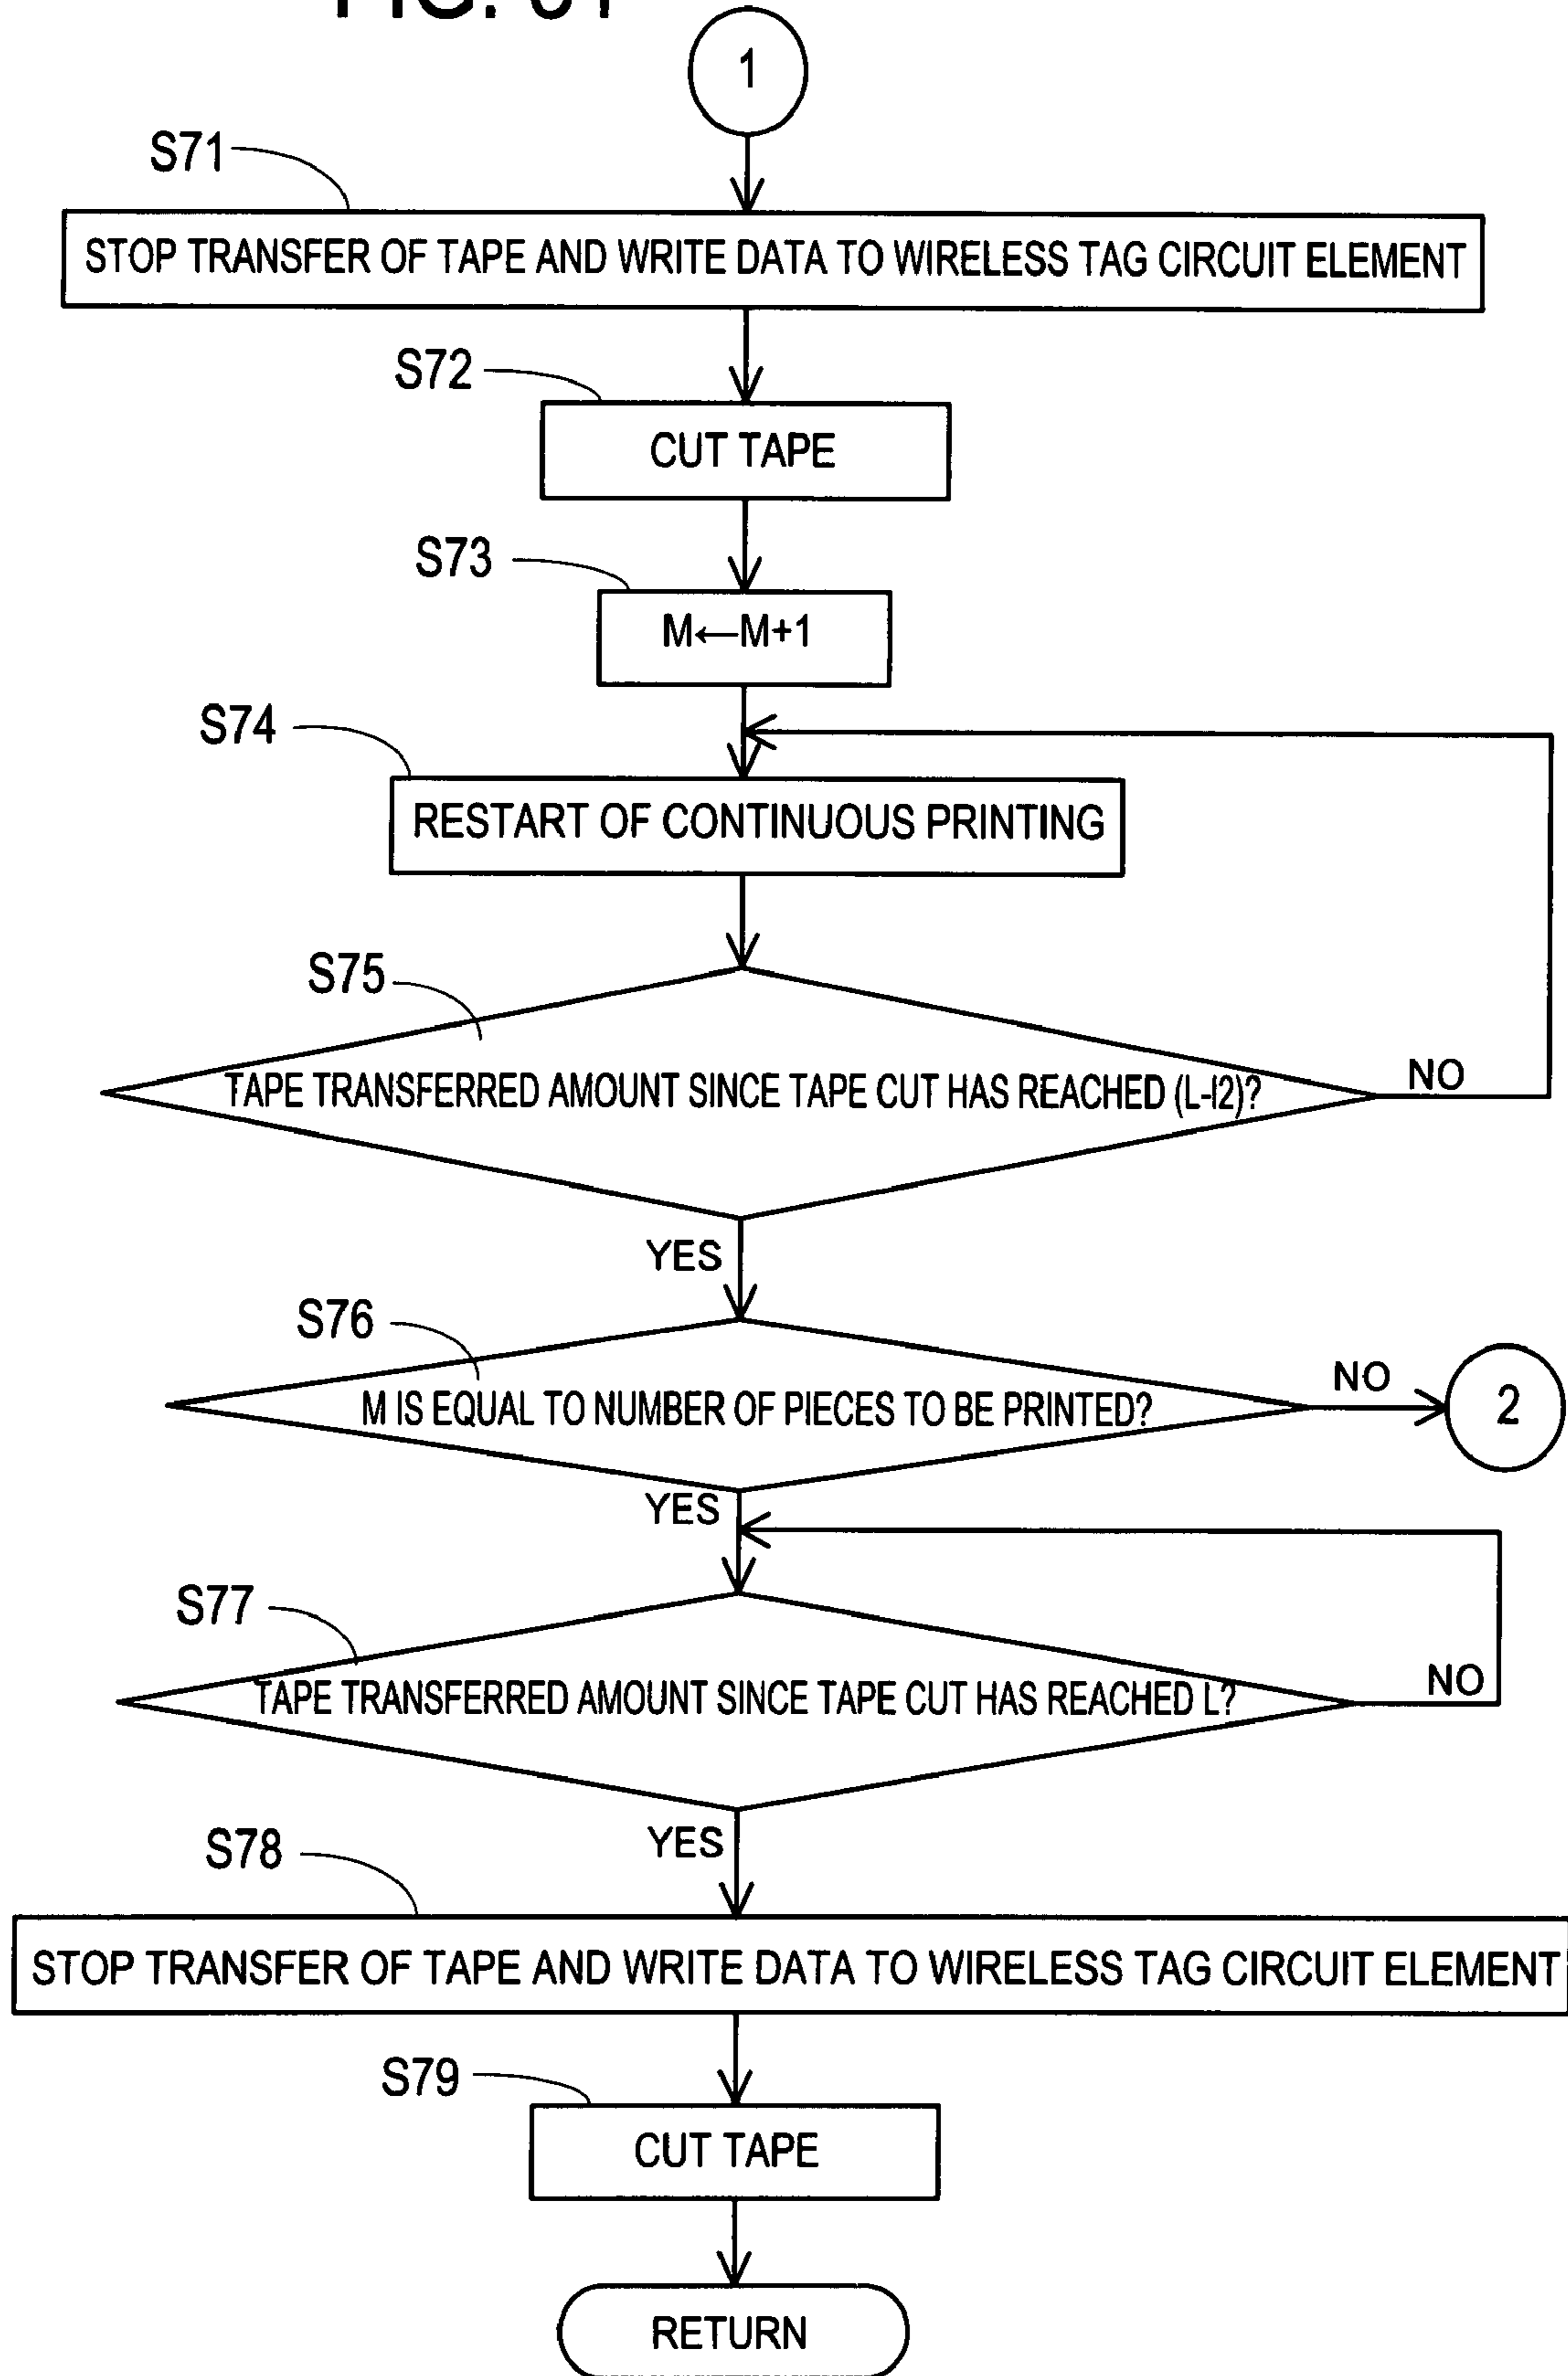 1
S71
STOP TRANSFER OF TAPE AND WRITE DATA TO WIRELESS TAG CIRCUIT ELEMENT
S72
CUT TAPE
S73
M←M+1
S74
RESTART OF CONTINUOUS PRINTING
S75
TAPE TRANSFERRED AMOUNT SINCE TAPE CUT HAS REACHED (L-l2)?
NO
YES
S76
M IS EQUAL TO NUMBER OF PIECES TO BE PRINTED?
NO
2
YES
S77
TAPE TRANSFERRED AMOUNT SINCE TAPE CUT HAS REACHED L?
NO
YES
S78
STOP TRANSFER OF TAPE AND WRITE DATA TO WIRELESS TAG CIRCUIT ELEMENT
S79
CUT TAPE
RETURN